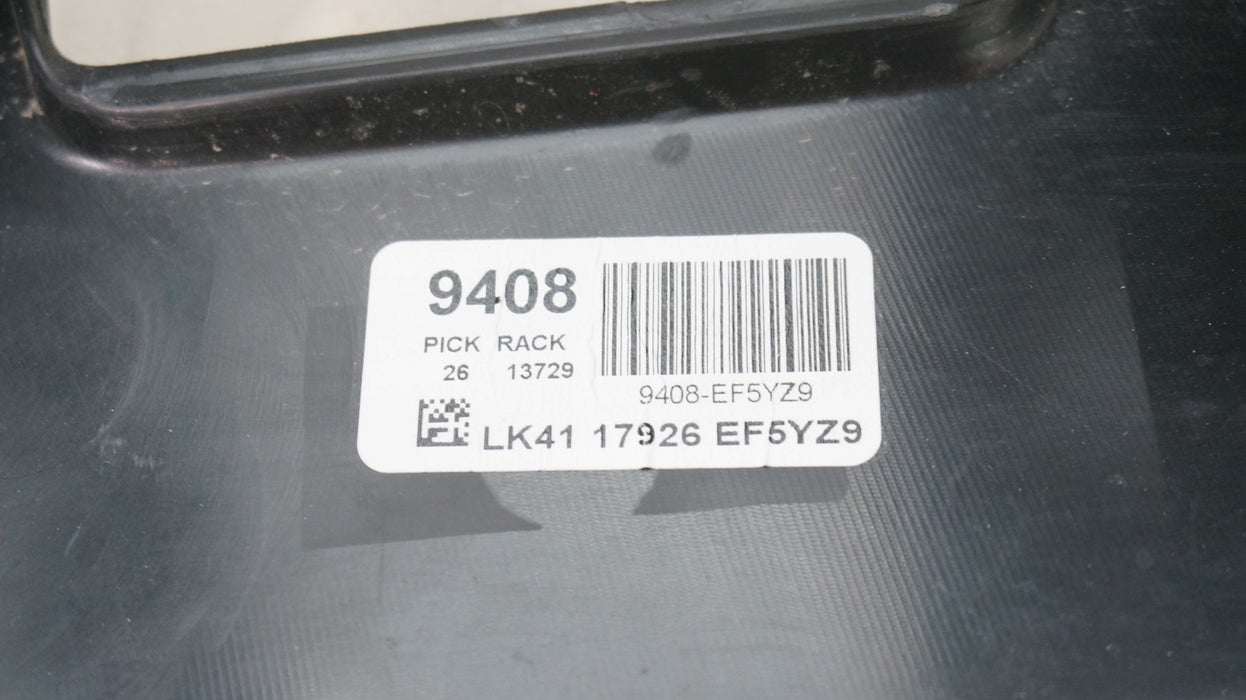 9408
PICK RACK
26 13729
9408-EF5YZ9
LK41 17926 EF5YZ9